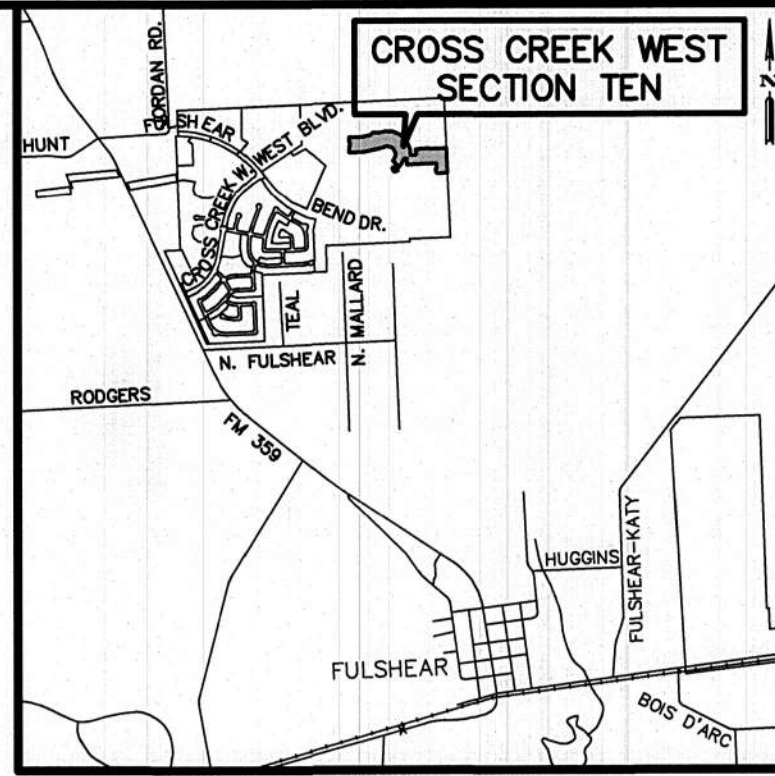 CROSS CREEK WEST
SECTION TEN
N
JORDAN RD.
HUNT
FULSHEAR
BEND DR.
CROSS CREEK W. WEST BLVD.
TEAL
N. MALLARD
N. FULSHEAR
RODGERS
FM 359
HUGGINS
FULSHEAR-KATY
FULSHEAR
BOIS D'ARC